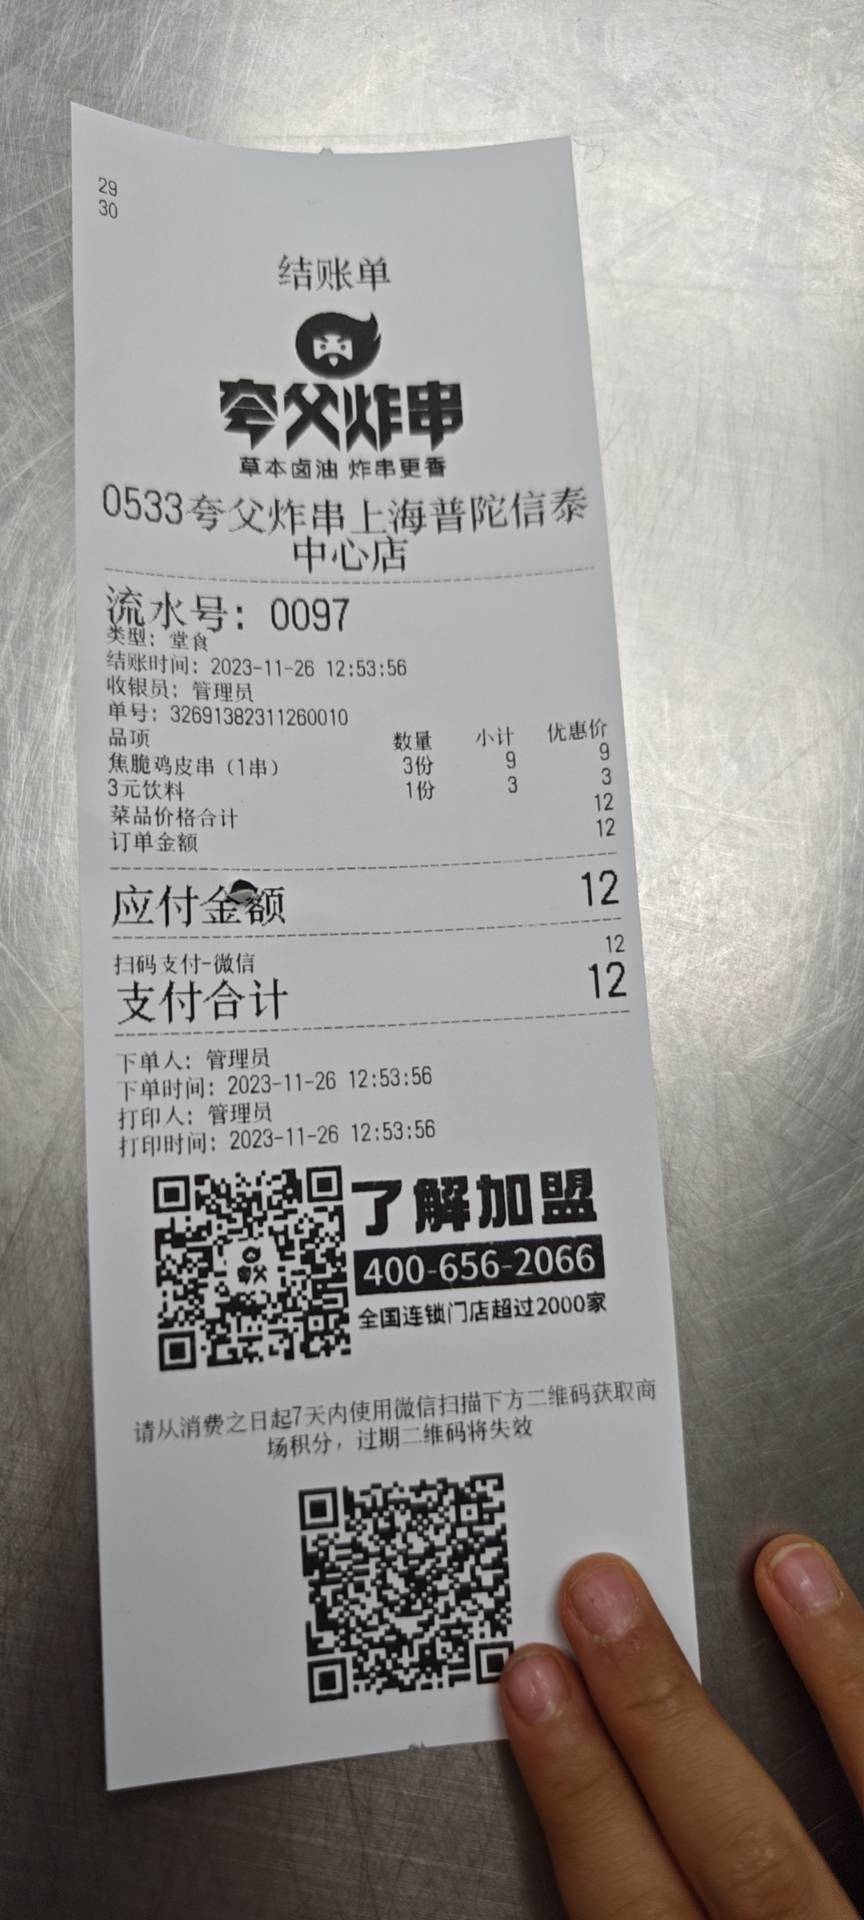 29
30
结账单
夸父炸串
草本卤油 炸串更香
0533夸父炸串上海普陀信泰
中心店
流水号：0097
类型：堂食
结账时间：2023-11-26 12:53:56
收银员：管理员
单号：32691382311260010
品项 数量 小计 优惠价
焦脆鸡皮串（1串） 3份 9 9
3元饮料 1份 3 3
菜品价格合计 12
订单金额 12
应付金额 12
扫码支付-微信 12
支付合计 12
下单人：管理员
下单时间：2023-11-26 12:53:56
打印人：管理员
打印时间：2023-11-26 12:53:56
夸父
了解加盟
400-656-2066
全国连锁门店超过2000家
请从消费之日起7天内使用微信扫描下方二维码获取商
场积分，过期二维码将失效